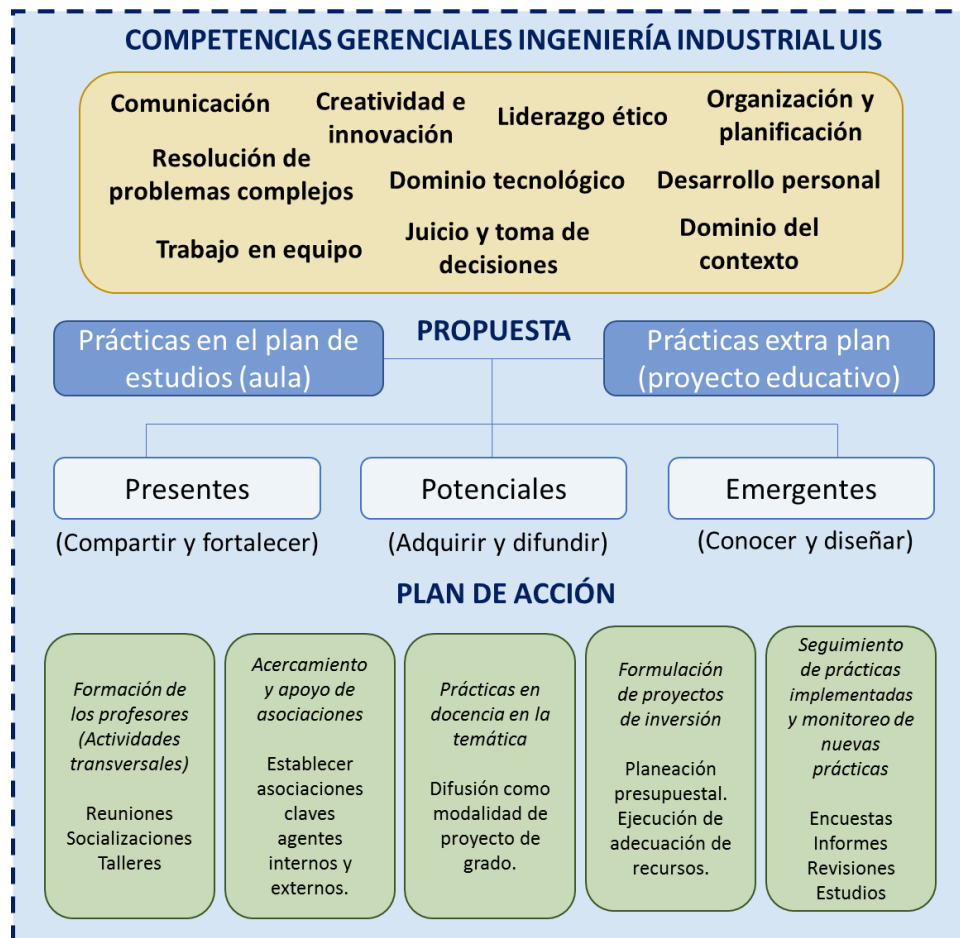 COMPETENCIAS GERENCIALES INGENIERÍA INDUSTRIAL UIS
Comunicación
Creatividad e
innovación
Liderazgo ético
Organización y
planificación
Resolución de
problemas complejos
Dominio tecnológico
Desarrollo personal
Trabajo en equipo
Juicio y toma de
decisiones
Dominio del
contexto
PROPUESTA
Prácticas en el plan de
estudios (aula)
Prácticas extra plan
(proyecto educativo)
Presentes
(Compartir y fortalecer)
Potenciales
(Adquirir y difundir)
Emergentes
(Conocer y diseñar)
PLAN DE ACCIÓN
Formación de
los profesores
(Actividades
transversales)
Reuniones
Socializaciones
Talleres
Acercamiento
y apoyo de
asociaciones
Establecer
asociaciones
claves
agentes
internos y
externos.
Prácticas en
docencia en la
temática
Difusión como
modalidad de
proyecto de
grado.
Formulación
de proyectos
de inversión
Planeación
presupuestal.
Ejecución de
adecuación de
recursos.
Seguimiento
de prácticas
implementadas
y monitoreo de
nuevas
prácticas
Encuestas
Informes
Revisiones
Estudios